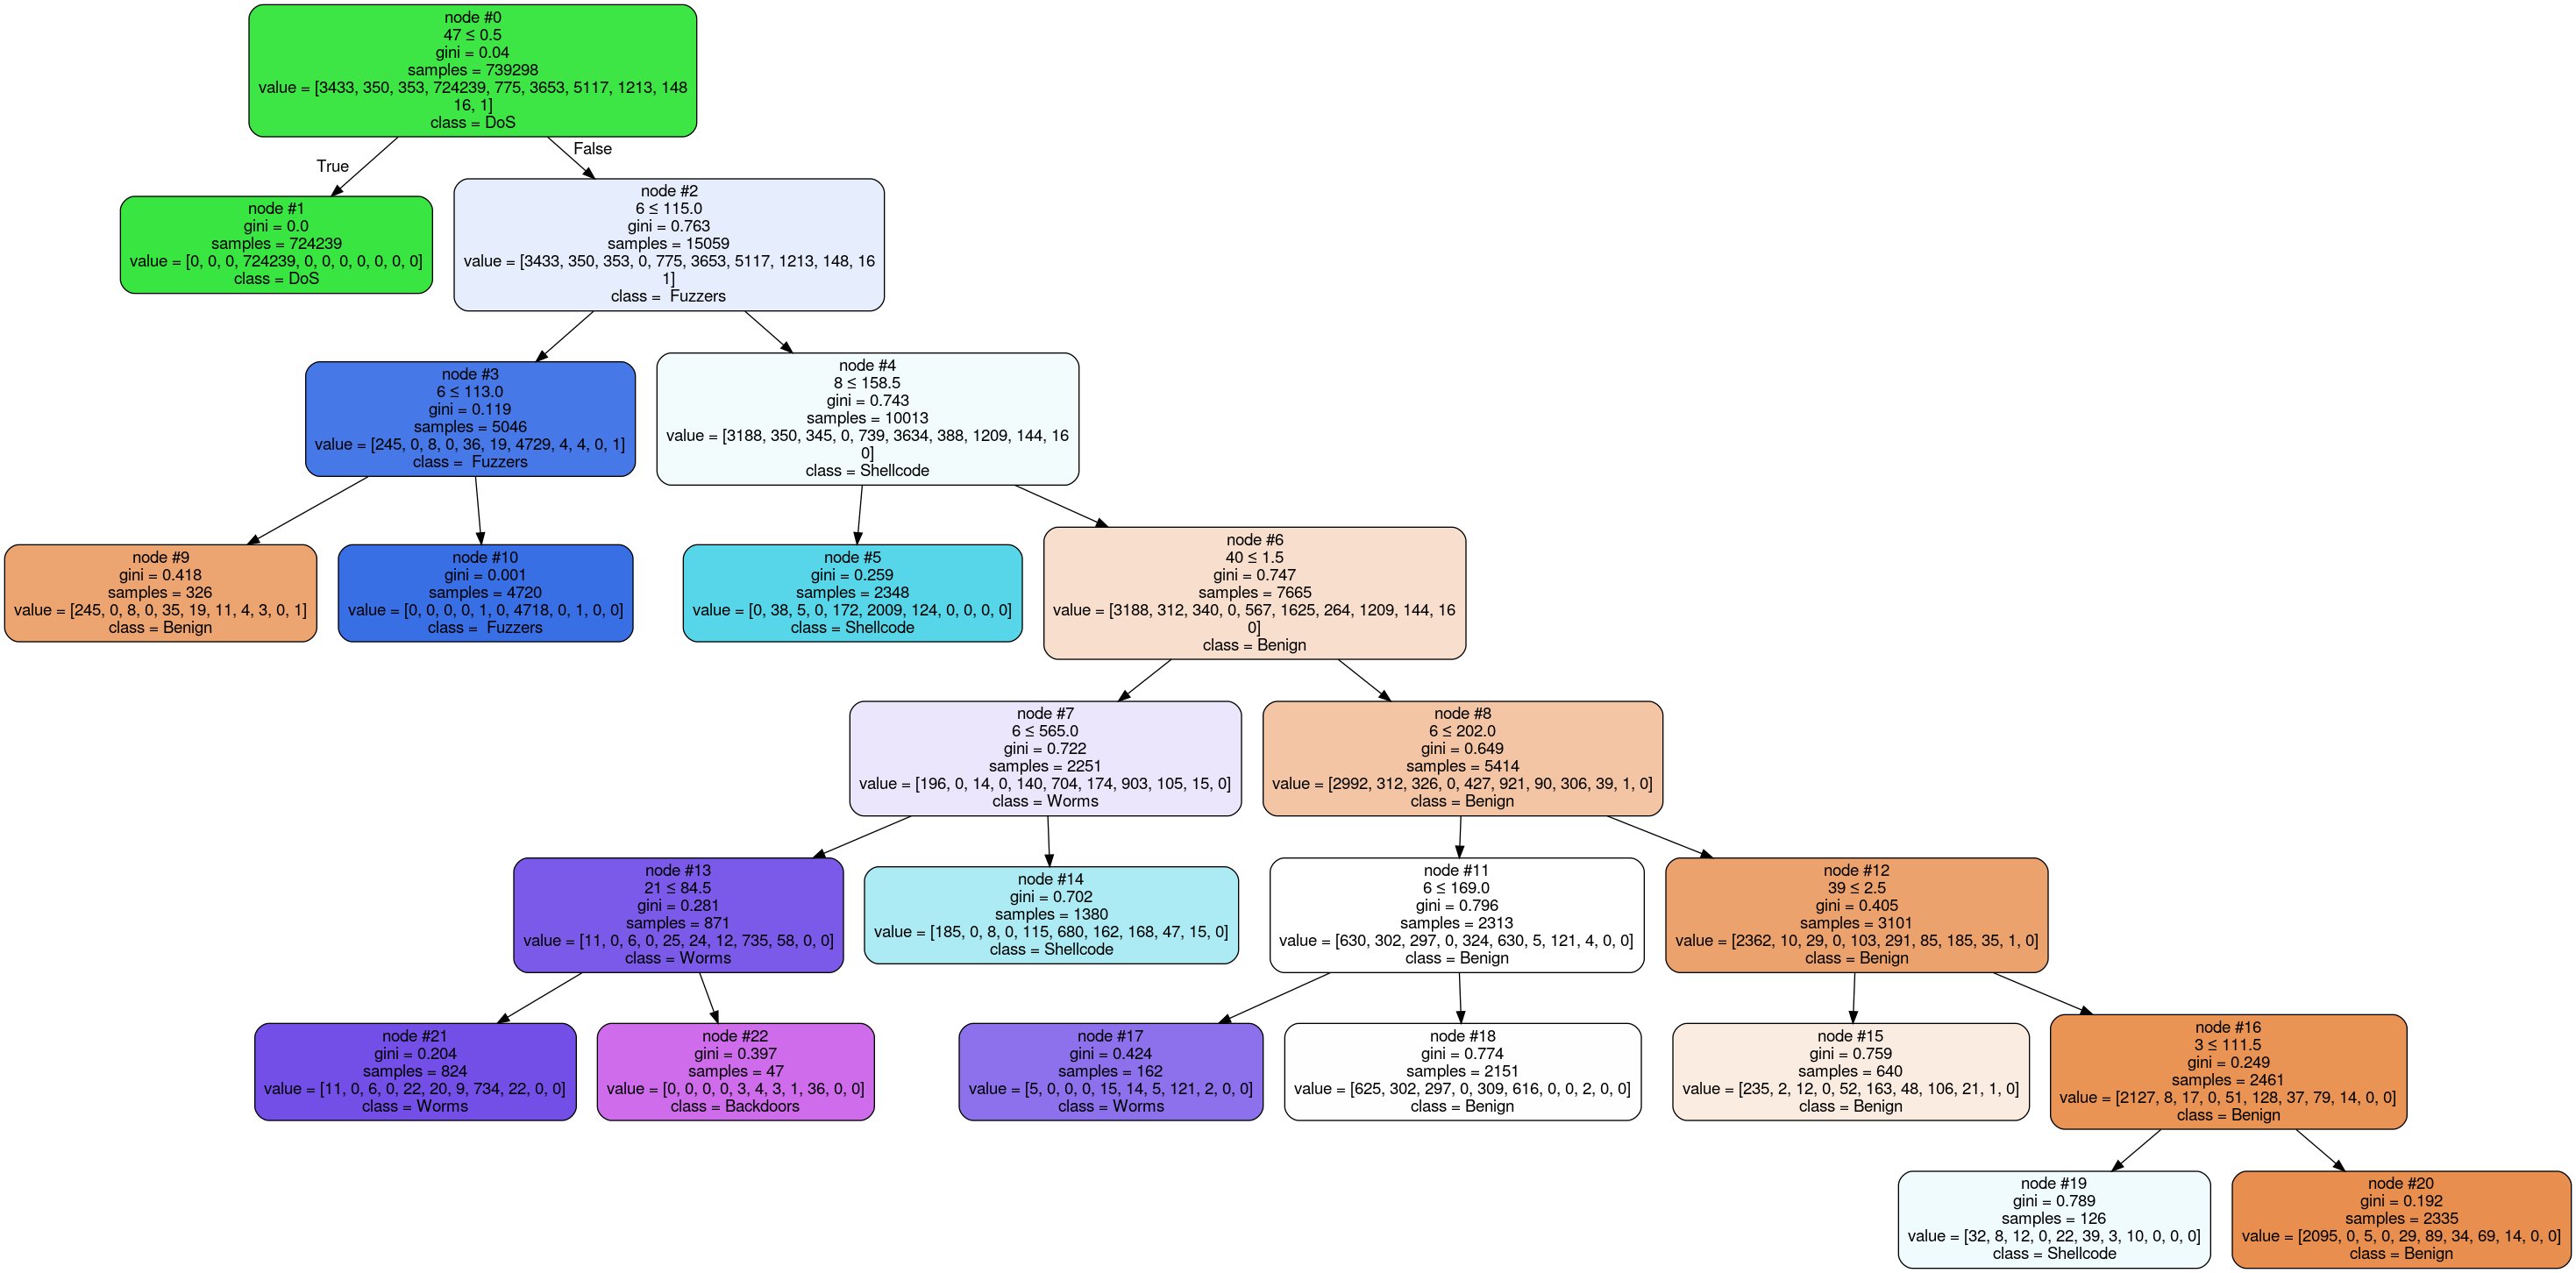 node #0
47 ≤ 0.5
gini = 0.04
samples = 739298
value = [3433, 350, 353, 724239, 775, 3653, 5117, 1213, 148
16, 1]
class = DoS
True
False
node #1
gini = 0.0
samples = 724239
value = [0, 0, 0, 724239, 0, 0, 0, 0, 0, 0, 0]
class = DoS
node #2
6 ≤ 115.0
gini = 0.763
samples = 15059
value = [3433, 350, 353, 0, 775, 3653, 5117, 1213, 148, 16
1]
class =  Fuzzers
node #3
6 ≤ 113.0
gini = 0.119
samples = 5046
value = [245, 0, 8, 0, 36, 19, 4729, 4, 4, 0, 1]
class =  Fuzzers
node #4
8 ≤ 158.5
gini = 0.743
samples = 10013
value = [3188, 350, 345, 0, 739, 3634, 388, 1209, 144, 16
0]
class = Shellcode
node #9
gini = 0.418
samples = 326
value = [245, 0, 8, 0, 35, 19, 11, 4, 3, 0, 1]
class = Benign
node #10
gini = 0.001
samples = 4720
value = [0, 0, 0, 0, 1, 0, 4718, 0, 1, 0, 0]
class =  Fuzzers
node #5
gini = 0.259
samples = 2348
value = [0, 38, 5, 0, 172, 2009, 124, 0, 0, 0, 0]
class = Shellcode
node #6
40 ≤ 1.5
gini = 0.747
samples = 7665
value = [3188, 312, 340, 0, 567, 1625, 264, 1209, 144, 16
0]
class = Benign
node #7
6 ≤ 565.0
gini = 0.722
samples = 2251
value = [196, 0, 14, 0, 140, 704, 174, 903, 105, 15, 0]
class = Worms
node #8
6 ≤ 202.0
gini = 0.649
samples = 5414
value = [2992, 312, 326, 0, 427, 921, 90, 306, 39, 1, 0]
class = Benign
node #13
21 ≤ 84.5
gini = 0.281
samples = 871
value = [11, 0, 6, 0, 25, 24, 12, 735, 58, 0, 0]
class = Worms
node #14
gini = 0.702
samples = 1380
value = [185, 0, 8, 0, 115, 680, 162, 168, 47, 15, 0]
class = Shellcode
node #11
6 ≤ 169.0
gini = 0.796
samples = 2313
value = [630, 302, 297, 0, 324, 630, 5, 121, 4, 0, 0]
class = Benign
node #12
39 ≤ 2.5
gini = 0.405
samples = 3101
value = [2362, 10, 29, 0, 103, 291, 85, 185, 35, 1, 0]
class = Benign
node #21
gini = 0.204
samples = 824
value = [11, 0, 6, 0, 22, 20, 9, 734, 22, 0, 0]
class = Worms
node #22
gini = 0.397
samples = 47
value = [0, 0, 0, 0, 3, 4, 3, 1, 36, 0, 0]
class = Backdoors
node #17
gini = 0.424
samples = 162
value = [5, 0, 0, 0, 15, 14, 5, 121, 2, 0, 0]
class = Worms
node #18
gini = 0.774
samples = 2151
value = [625, 302, 297, 0, 309, 616, 0, 0, 2, 0, 0]
class = Benign
node #15
gini = 0.759
samples = 640
value = [235, 2, 12, 0, 52, 163, 48, 106, 21, 1, 0]
class = Benign
node #16
3 ≤ 111.5
gini = 0.249
samples = 2461
value = [2127, 8, 17, 0, 51, 128, 37, 79, 14, 0, 0]
class = Benign
node #19
gini = 0.789
samples = 126
value = [32, 8, 12, 0, 22, 39, 3, 10, 0, 0, 0]
class = Shellcode
node #20
gini = 0.192
samples = 2335
value = [2095, 0, 5, 0, 29, 89, 34, 69, 14, 0, 0]
class = Benign